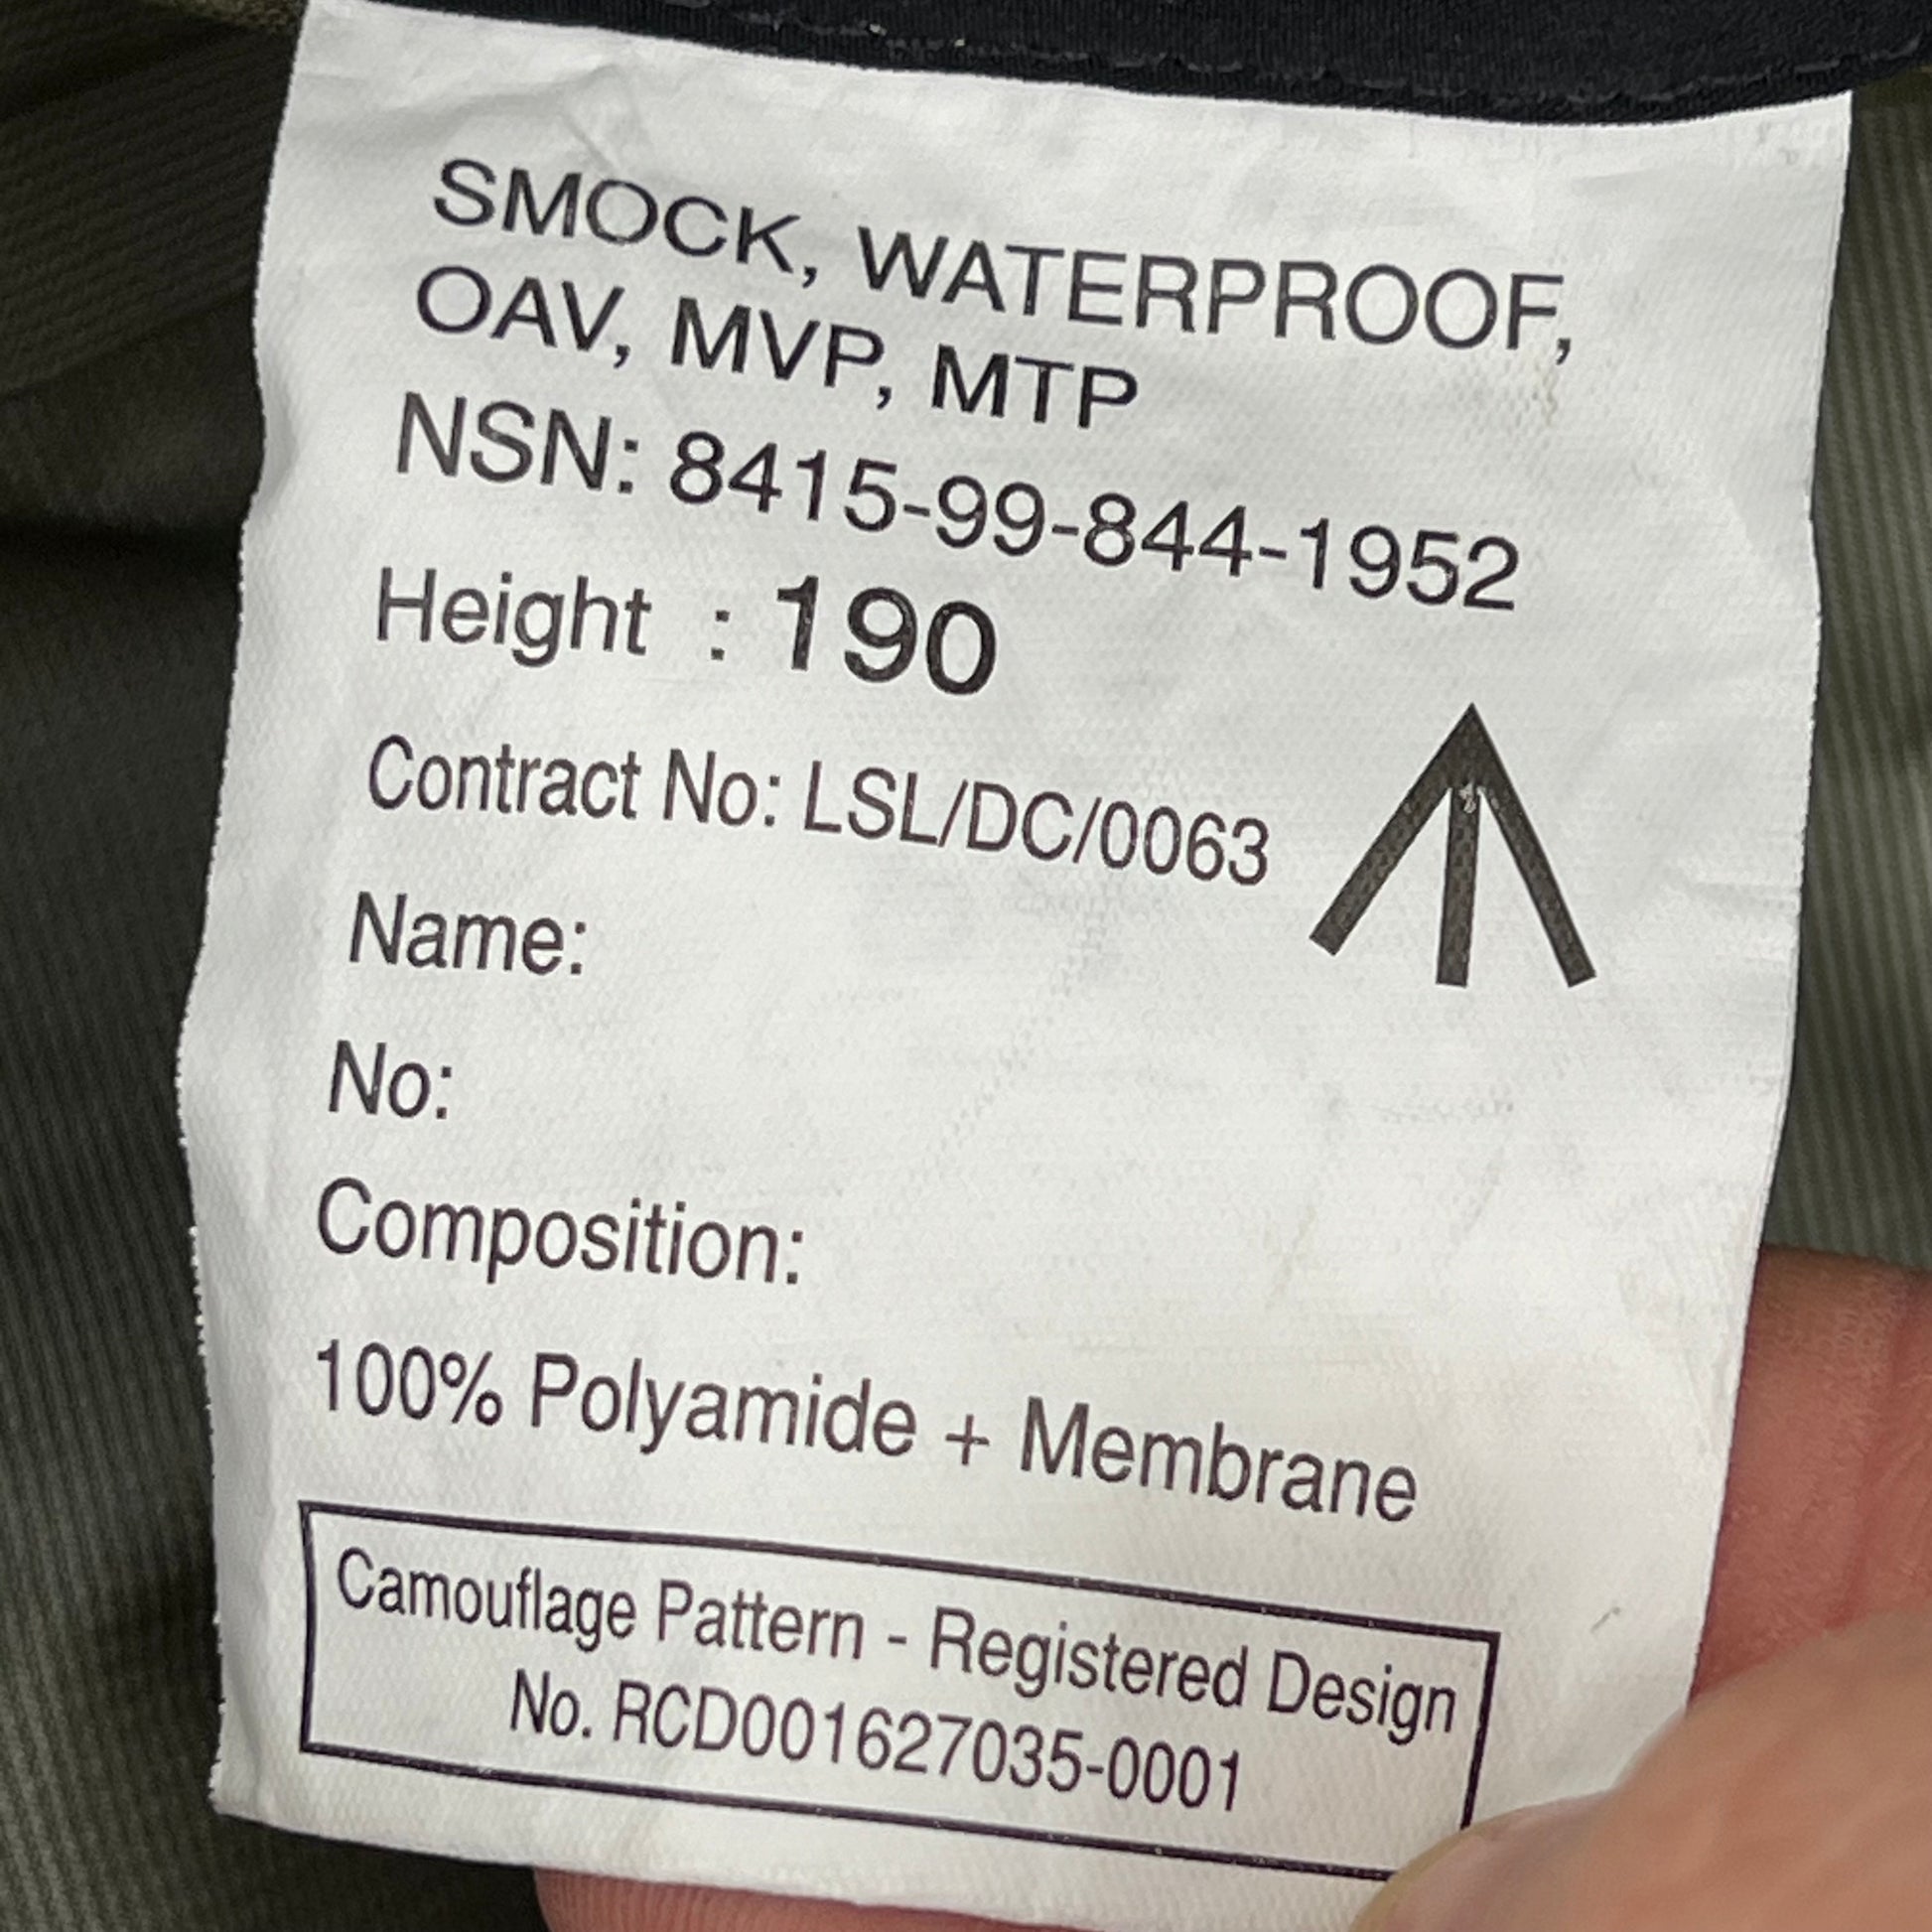 SMOCK, WATERPROOF,
OAV, MVP, MTP
NSN: 8415-99-844-1952
Height : 190
Contract No: LSL/DC/0063
Name:
No:
Composition:
100% Polyamide + Membrane
Camouflage Pattern - Registered Design
No. RCD001627035-0001